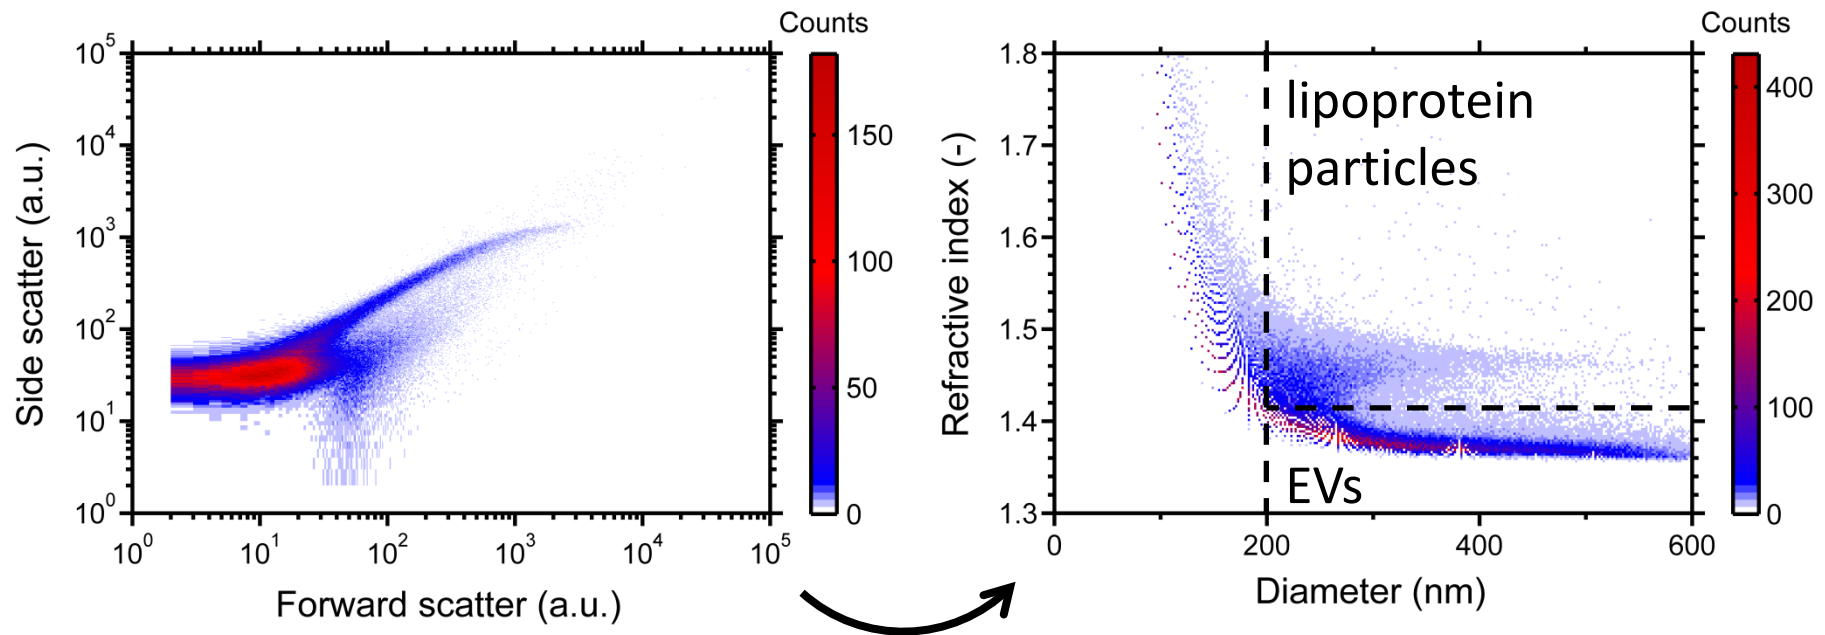 Counts
10^5
10^4
10^3
10^2
10^1
10^0
Side scatter (a.u.)
10^0 10^1 10^2 10^3 10^4 10^5
Forward scatter (a.u.)
150
100
50
0
Counts
1.8
1.7
1.6
1.5
1.4
1.3
Refractive index (-)
lipoprotein
particles
EVs
0 200 400 600
Diameter (nm)
400
300
200
100
0